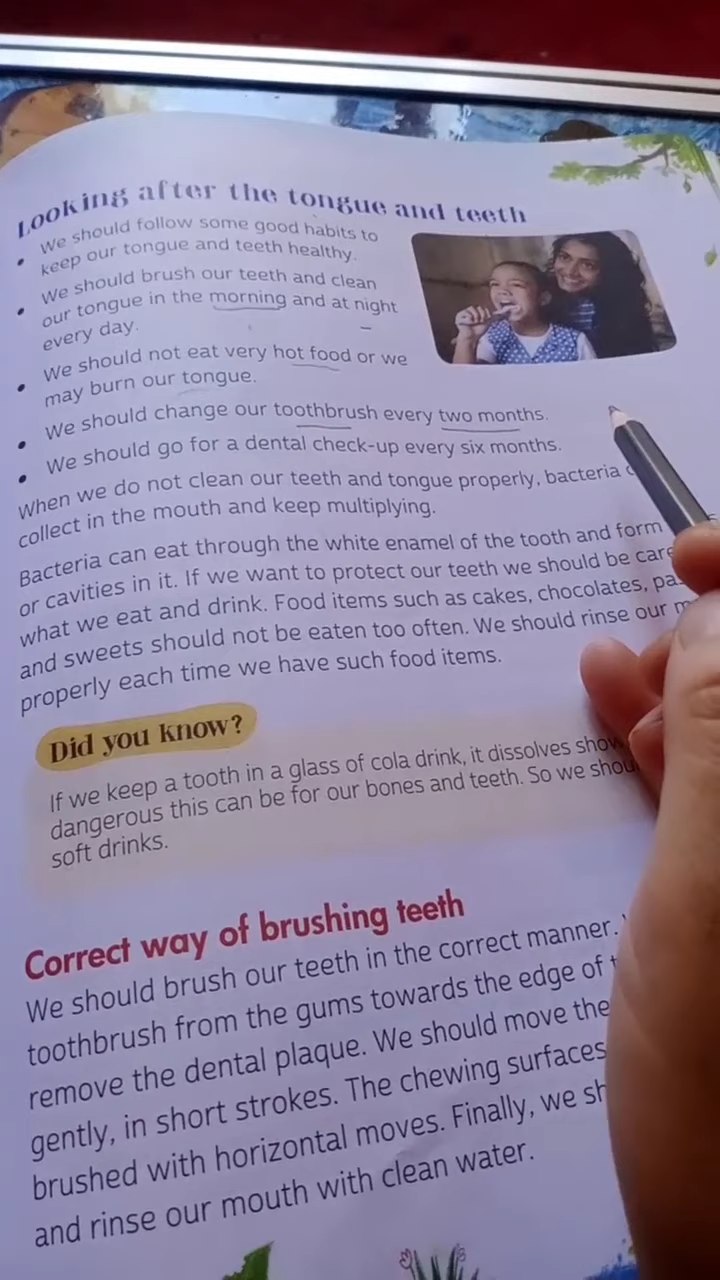 Looking after the tongue and teeth
• We should follow some good habits to
keep our tongue and teeth healthy.
• We should brush our teeth and clean
our tongue in the morning and at night
every day.
• We should not eat very hot food or we
may burn our tongue.
• We should change our toothbrush every two months.
• We should go for a dental check-up every six months.
When we do not clean our teeth and tongue properly, bacteria
collect in the mouth and keep multiplying.
Bacteria can eat through the white enamel of the tooth and form
or cavities in it. If we want to protect our teeth we should be
what we eat and drink. Food items such as cakes, chocolates,
and sweets should not be eaten too often. We should rinse our
properly each time we have such food items.
Did you know?
If we keep a tooth in a glass of cola drink, it dissolves
dangerous this can be for our bones and teeth. So we
soft drinks.
Correct way of brushing teeth
We should brush our teeth in the correct manner.
toothbrush from the gums towards the edge of
remove the dental plaque. We should move the
gently, in short strokes. The chewing surfaces
brushed with horizontal moves. Finally, we
and rinse our mouth with clean water.